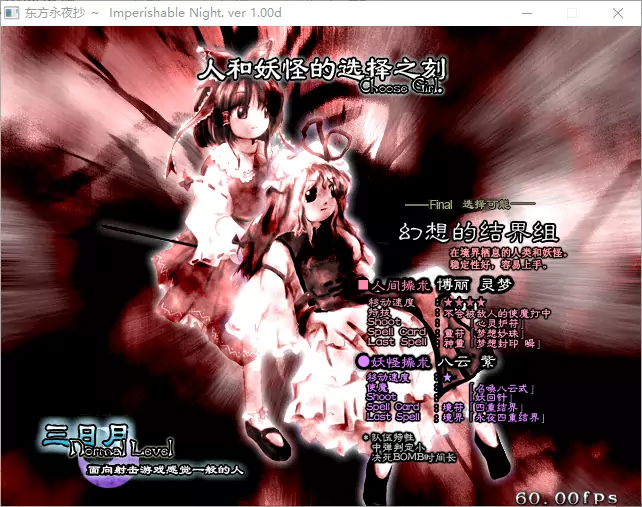 东方永夜抄 ~ Imperishable Night. ver 1.00d
人和妖怪的选择之刻
Choose Girl.
——Final 选择可能——
幻想的结界组
在境界栖息的人类和妖怪。
稳定性好，容易上手。
人间操术 博丽 灵梦
移动速度 : ★★★★
特技 : 不会被敌人的使魔打中
Shoot : 「心灵护符」
Spell Card : 霊符「梦想妙珠」
Last Spell : 神霊「梦想封印 瞬」
妖怪操术 八云 紫
移动速度 : ★
使魔 : 「召唤八云式」
Shoot : 「妖回针」
Spell Card : 境符「四重结界」
Last Spell : 境界「永夜四重结界」
*队伍特性
中弹判定小
决死BOMB时间长
三日月
Normal Level
面向射击游戏感觉一般的人
60.00fps